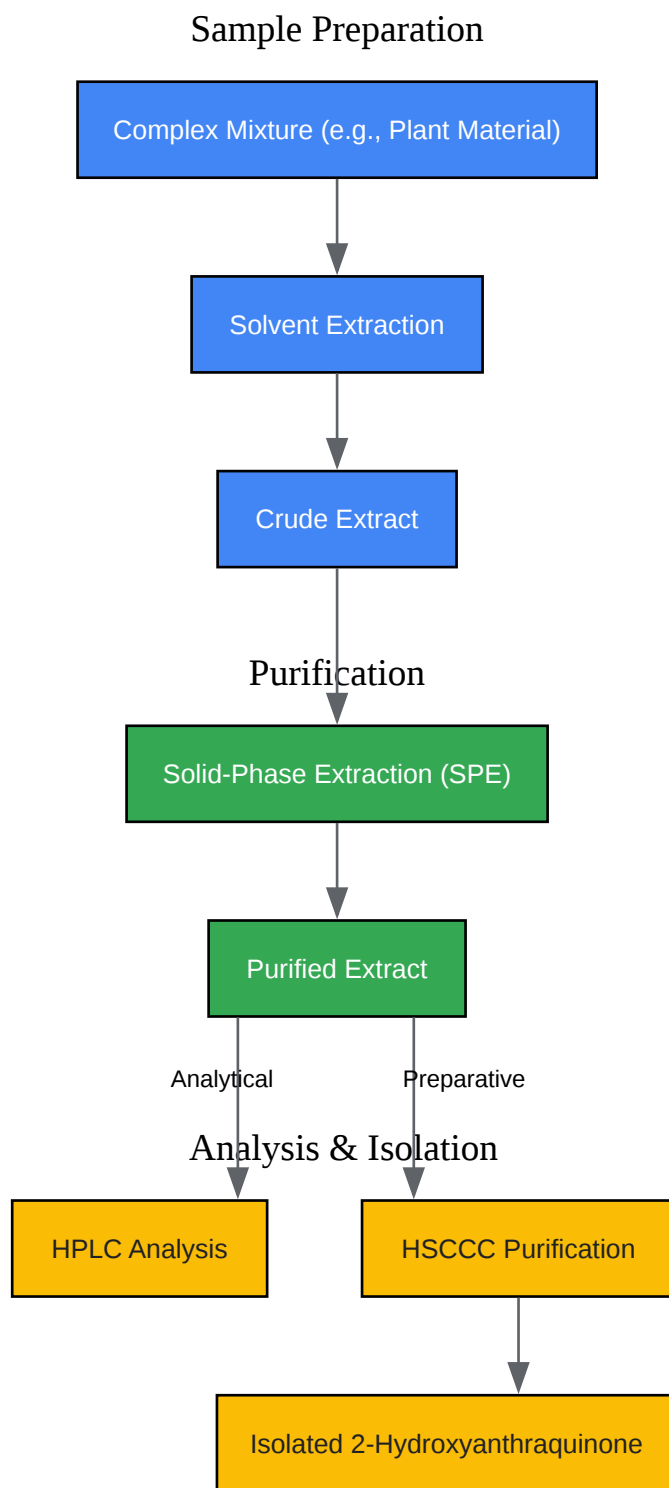 Sample Preparation
Complex Mixture (e.g., Plant Material)
Solvent Extraction
Crude Extract
Purification
Solid-Phase Extraction (SPE)
Purified Extract
Analytical
Preparative
Analysis & Isolation
HPLC Analysis
HSCCC Purification
Isolated 2-Hydroxyanthraquinone